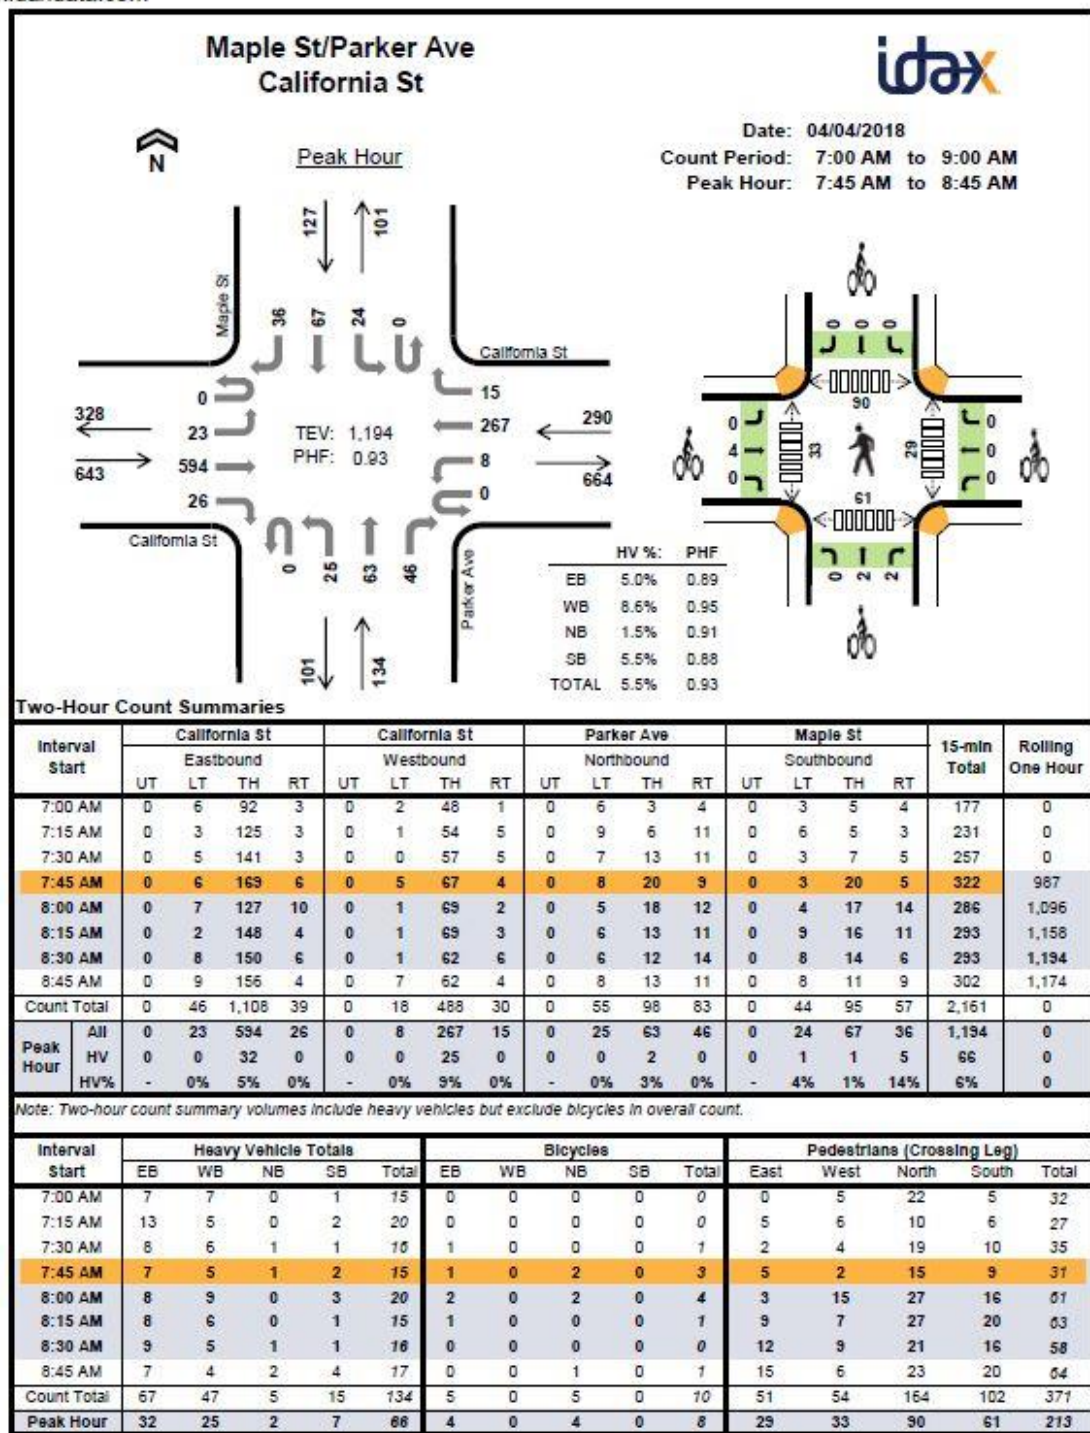 Maple St/Parker Ave
California St
idax
Date: 04/04/2018
Count Period: 7:00 AM to 9:00 AM
Peak Hour: 7:45 AM to 8:45 AM
N
Peak Hour
127 101
Maple St
36 67 24 0
California St
0
23
594
26
328
643
TEV: 1,194
PHF: 0.93
15
267
8
0
290
664
California St
0 25 63 46
Parker Ave
101 134
0 0 0
90
0
4
0
33
29
0
0
0
61
0 2 2
HV %: PHF
EB 5.0% 0.89
WB 8.6% 0.95
NB 1.5% 0.91
SB 5.5% 0.88
TOTAL 5.5% 0.93
Two-Hour Count Summaries
Interval Start California St California St Parker Ave Maple St 15-min Total Rolling One Hour
Eastbound Westbound Northbound Southbound
UT LT TH RT UT LT TH RT UT LT TH RT UT LT TH RT
7:00 AM 0 6 92 3 0 2 48 1 0 6 3 4 0 3 5 4 177 0
7:15 AM 0 3 125 3 0 1 54 5 0 9 6 11 0 6 5 3 231 0
7:30 AM 0 5 141 3 0 0 57 5 0 7 13 11 0 3 7 5 257 0
7:45 AM 0 6 169 6 0 5 67 4 0 8 20 9 0 3 20 5 322 987
8:00 AM 0 7 127 10 0 1 69 2 0 5 18 12 0 4 17 14 286 1,096
8:15 AM 0 2 148 4 0 1 69 3 0 6 13 11 0 9 16 11 293 1,158
8:30 AM 0 8 150 6 0 1 62 6 0 6 12 14 0 8 14 6 293 1,194
8:45 AM 0 9 156 4 0 7 62 4 0 8 13 11 0 8 11 9 302 1,174
Count Total 0 46 1,108 39 0 18 488 30 0 55 98 83 0 44 95 57 2,161 0
Peak Hour All 0 23 594 26 0 8 267 15 0 25 63 46 0 24 67 36 1,194 0
HV 0 0 32 0 0 0 25 0 0 0 2 0 0 1 1 5 66 0
HV% - 0% 5% 0% - 0% 9% 0% - 0% 3% 0% - 4% 1% 14% 6% 0
Note: Two-hour count summary volumes include heavy vehicles but exclude bicycles in overall count.
Interval Start Heavy Vehicle Totals Bicycles Pedestrians (Crossing Leg)
EB WB NB SB Total EB WB NB SB Total East West North South Total
7:00 AM 7 7 0 1 15 0 0 0 0 0 0 5 22 5 32
7:15 AM 13 5 0 2 20 0 0 0 0 0 5 6 10 6 27
7:30 AM 8 6 1 1 16 1 0 0 0 1 2 4 19 10 35
7:45 AM 7 5 1 2 15 1 0 2 0 3 5 2 15 9 31
8:00 AM 8 9 0 3 20 2 0 2 0 4 3 15 27 16 61
8:15 AM 8 6 0 1 15 1 0 0 0 1 9 7 27 20 63
8:30 AM 9 5 1 1 16 0 0 0 0 0 12 9 21 16 58
8:45 AM 7 4 2 4 17 0 0 1 0 1 15 6 23 20 64
Count Total 67 47 5 15 134 5 0 5 0 10 51 54 164 102 371
Peak Hour 32 25 2 7 66 4 0 4 0 8 29 33 90 61 213